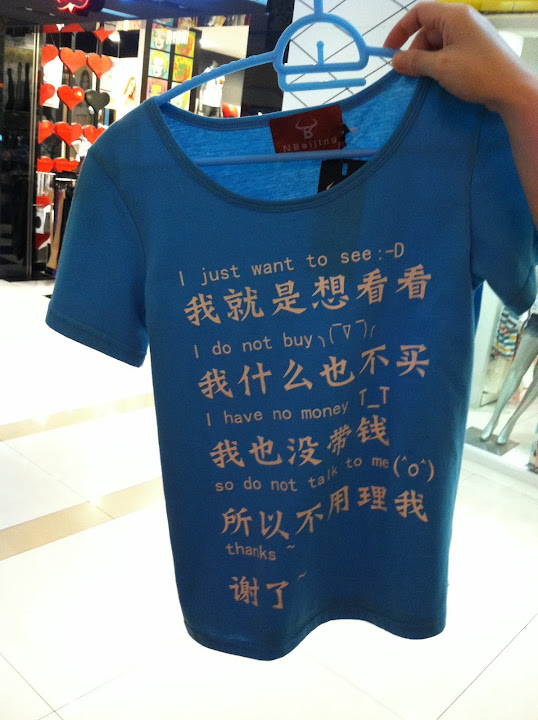 NBeijing
I just want to see :-D
我就是想看看
I do not buy ╮(￣▽￣)╭
我什么也不买
I have no money T_T
我也没带钱
so do not talk to me (^o^)
所以不用理我
thanks ~
谢了~